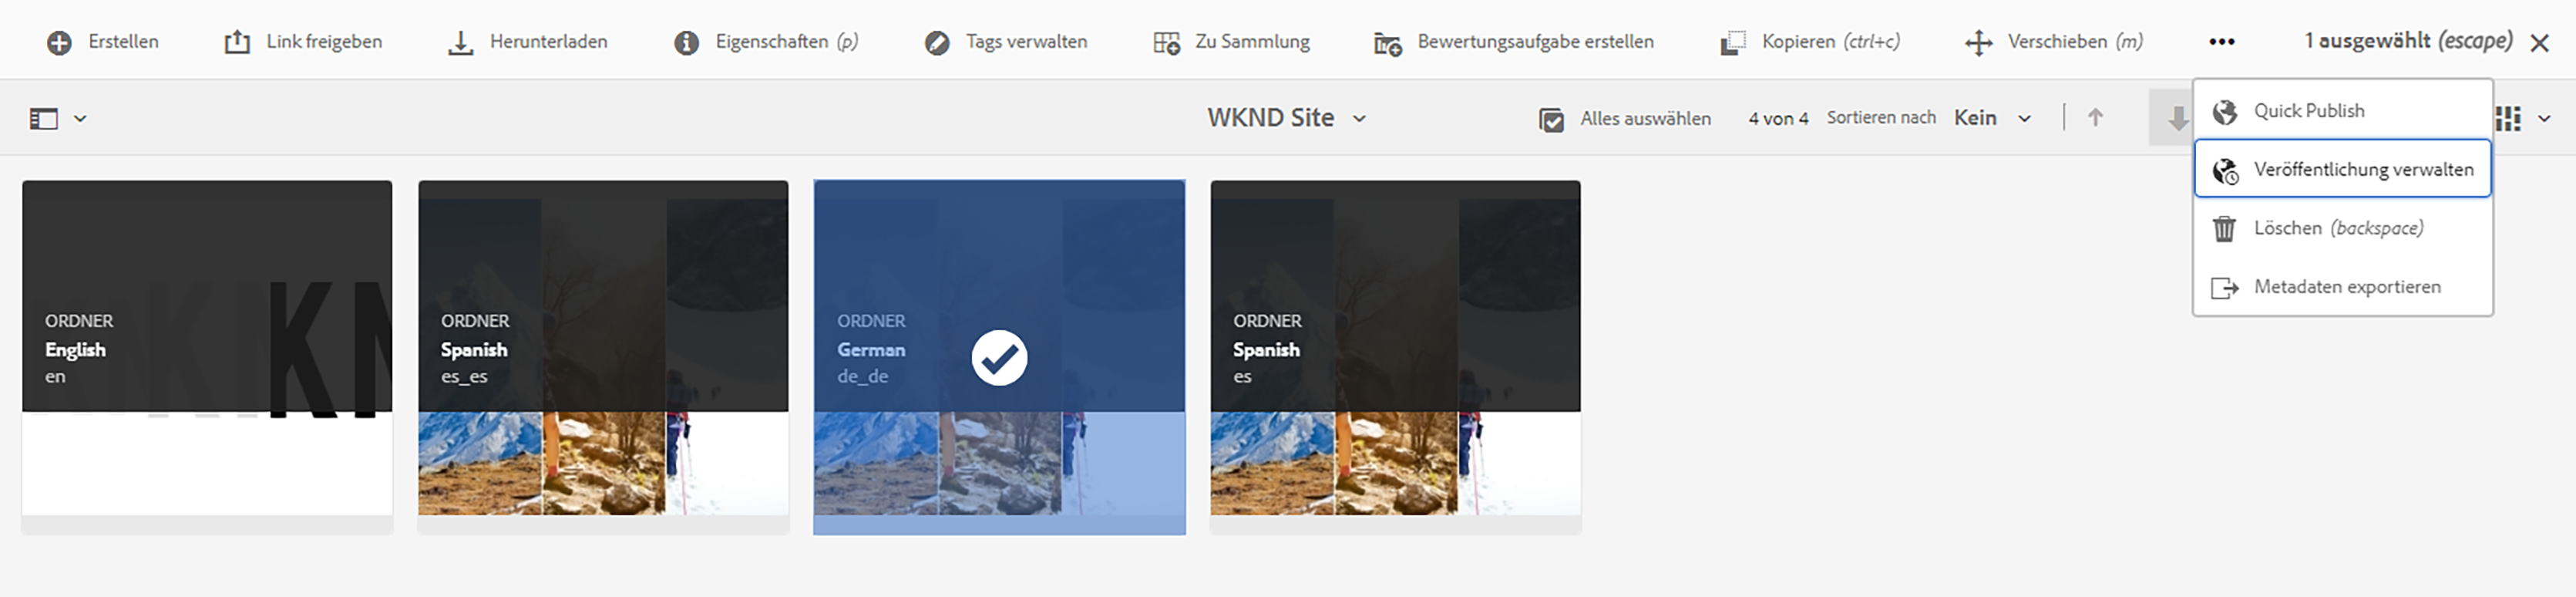 Erstellen
Link freigeben
Herunterladen
Eigenschaften (p)
Tags verwalten
Zu Sammlung
Bewertungsaufgabe erstellen
Kopieren (ctrl+c)
Verschieben (m)
1 ausgewählt (escape)
WKND Site
Alles auswählen
4 von 4
Sortieren nach
Kein
Quick Publish
Veröffentlichung verwalten
Löschen (backspace)
Metadaten exportieren
ORDNER
English
en
ORDNER
Spanish
es_es
ORDNER
German
de_de
ORDNER
Spanish
es